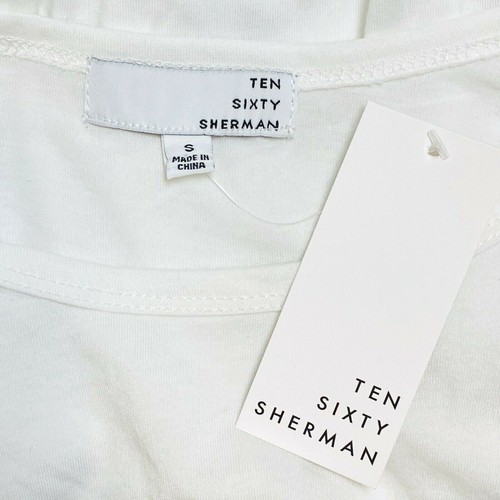 TEN
SIXTY
SHERMAN
S
MADE IN
CHINA
TEN
SIXTY
SHERMAN